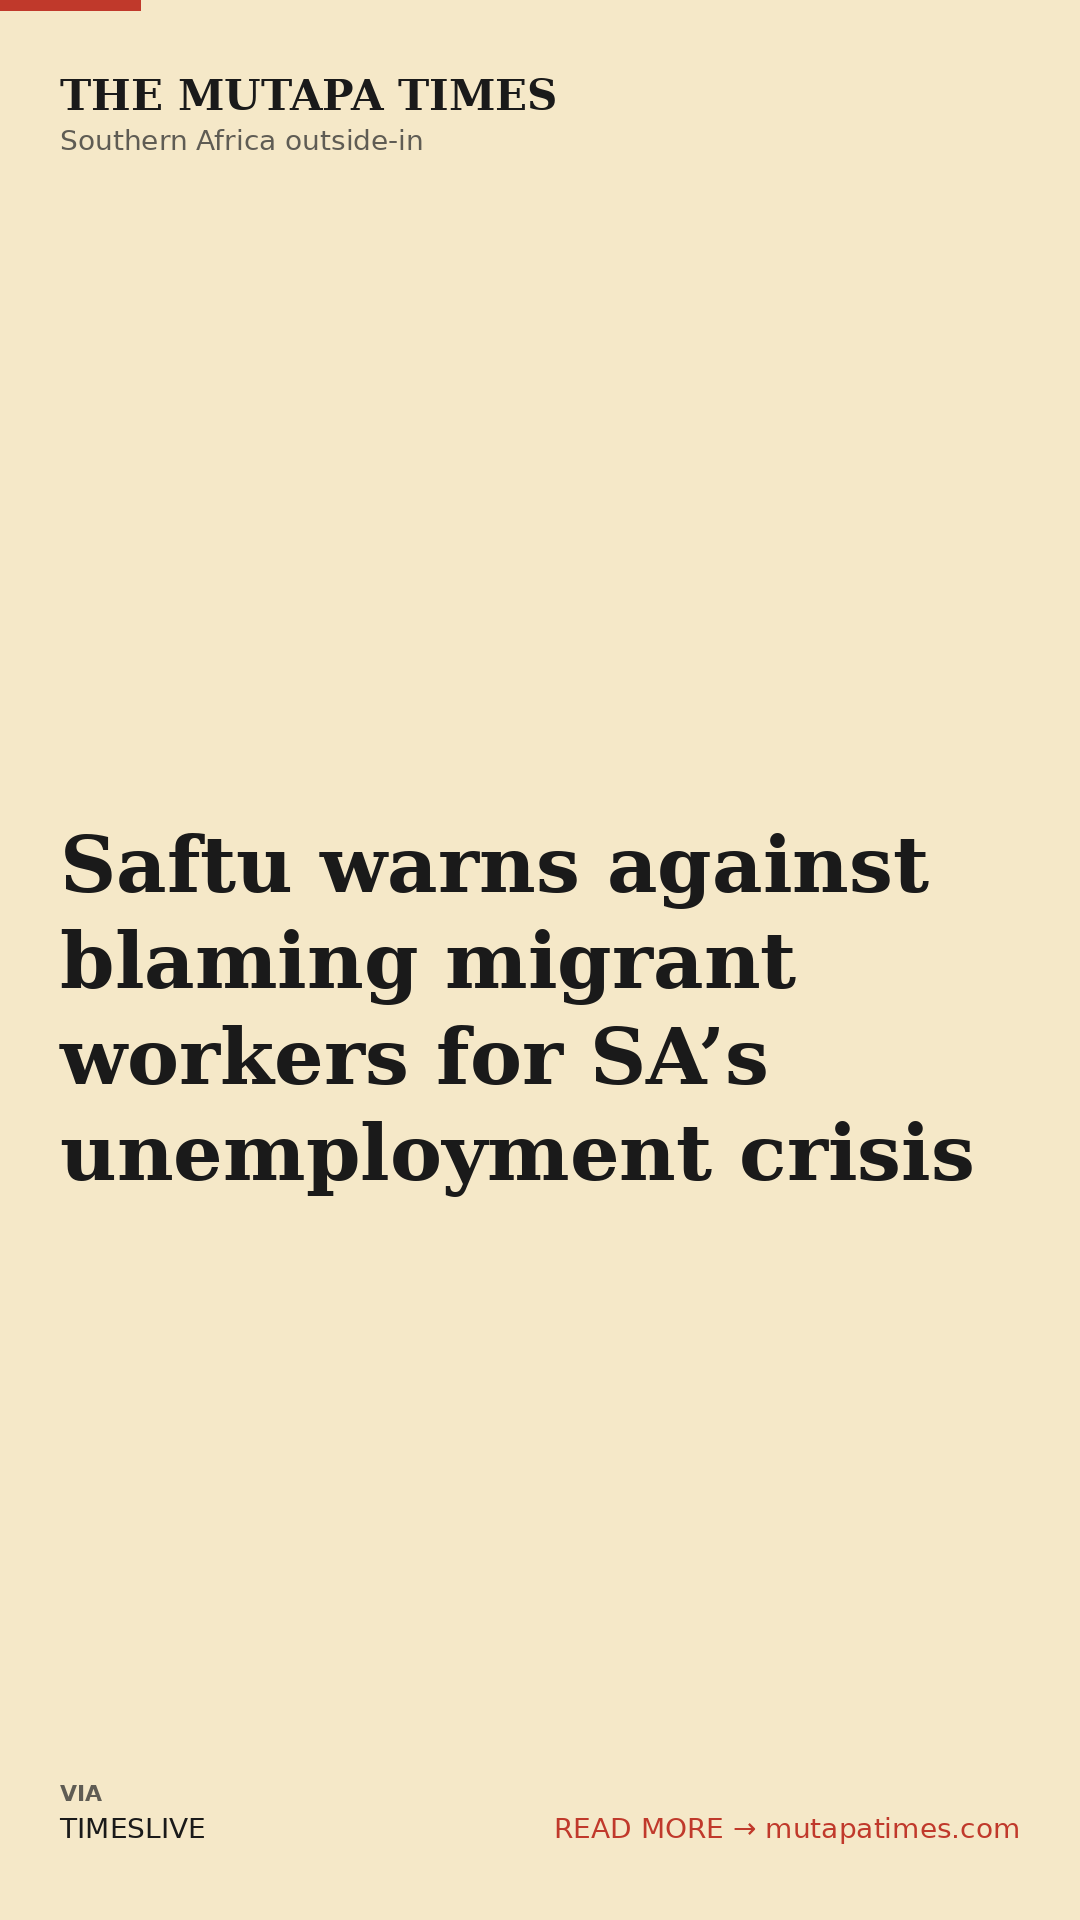 THE MUTAPA TIMES
Southern Africa outside-in
Saftu warns against
blaming migrant
workers for SA’s
unemployment crisis
VIA
TIMESLIVE
READ MORE → mutapatimes.com